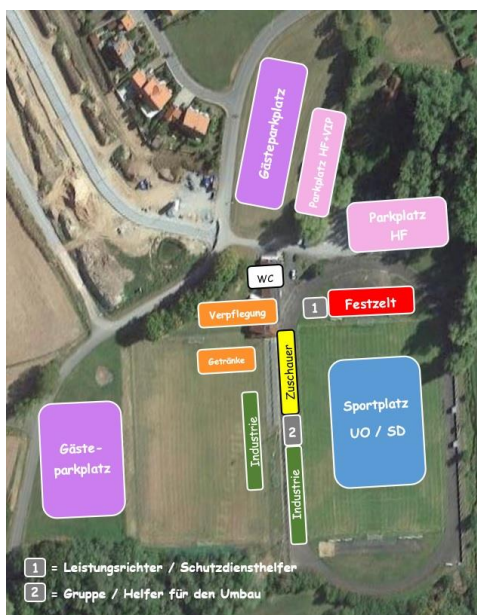 Gästeparkplatz
Parkplatz HF+VIP
Parkplatz
HF
WC
Verpflegung
1
Festzelt
Getränke
Zuschauer
Sportplatz
UO / SD
Industrie
2
Gäste-
parkplatz
Industrie
1 = Leistungsrichter / Schutzdiensthelfer
2 = Gruppe / Helfer für den Umbau